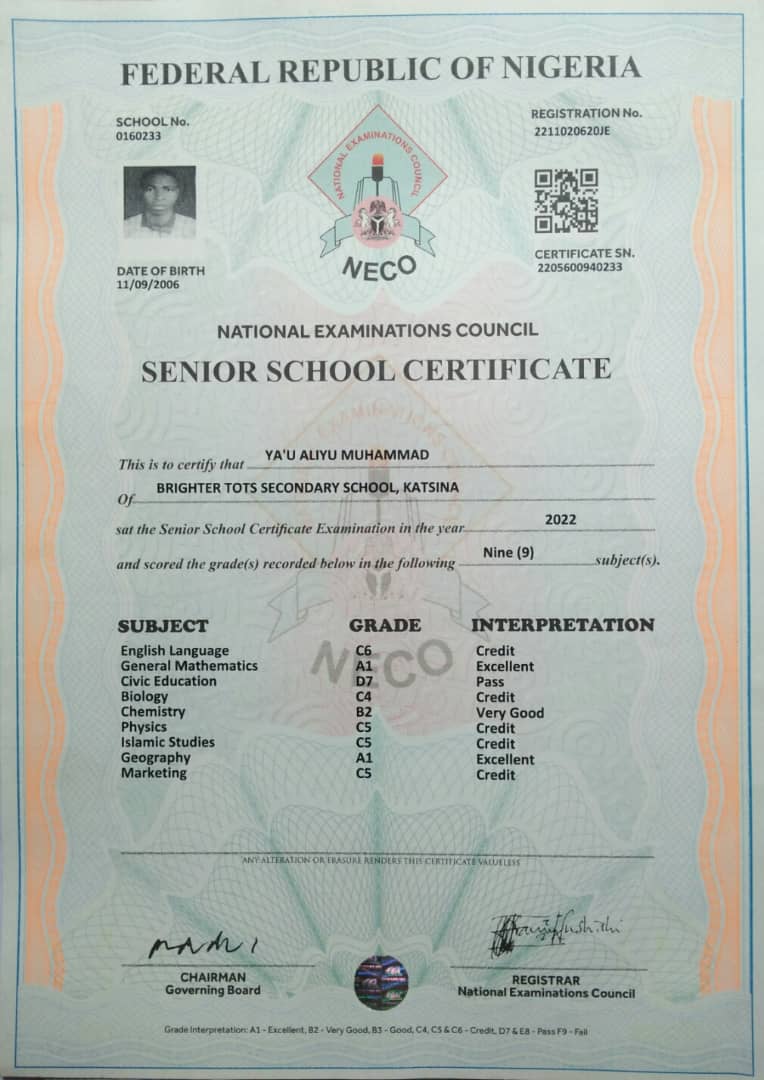 FEDERAL REPUBLIC OF NIGERIA
SCHOOL No.
0160233
REGISTRATION No.
2211020620JE
NATIONAL EXAMINATIONS COUNCIL
NECO
DATE OF BIRTH
11/09/2006
CERTIFICATE SN.
2205600940233
NATIONAL EXAMINATIONS COUNCIL
SENIOR SCHOOL CERTIFICATE
This is to certify that YA'U ALIYU MUHAMMAD
Of BRIGHTER TOTS SECONDARY SCHOOL, KATSINA
sat the Senior School Certificate Examination in the year 2022
and scored the grade(s) recorded below in the following Nine (9) subject(s).
SUBJECT GRADE INTERPRETATION
English Language C6 Credit
General Mathematics A1 Excellent
Civic Education D7 Pass
Biology C4 Credit
Chemistry B2 Very Good
Physics C5 Credit
Islamic Studies C5 Credit
Geography A1 Excellent
Marketing C5 Credit
NECO
ANY ALTERATION OR ERASURE RENDERS THIS CERTIFICATE VALUELESS
CHAIRMAN
Governing Board
REGISTRAR
National Examinations Council
Grade Interpretation: A1 - Excellent, B2 - Very Good, B3 - Good, C4, C5 & C6 - Credit, D7 & E8 - Pass F9 - Fail